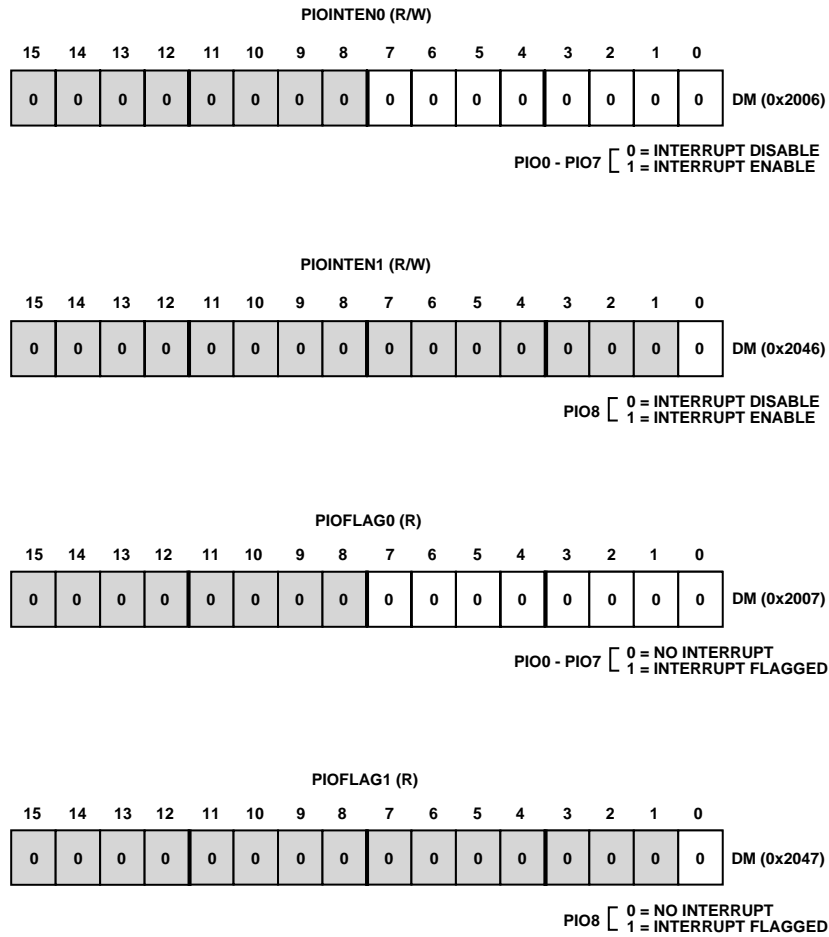 PIOINTEN0 (R/W)
15 14 13 12 11 10 9 8 7 6 5 4 3 2 1 0
0 0 0 0 0 0 0 0 0 0 0 0 0 0 0 0 DM (0x2006)
PIO0 - PIO7 0 = INTERRUPT DISABLE
1 = INTERRUPT ENABLE
PIOINTEN1 (R/W)
15 14 13 12 11 10 9 8 7 6 5 4 3 2 1 0
0 0 0 0 0 0 0 0 0 0 0 0 0 0 0 0 DM (0x2046)
PIO8 0 = INTERRUPT DISABLE
1 = INTERRUPT ENABLE
PIOFLAG0 (R)
15 14 13 12 11 10 9 8 7 6 5 4 3 2 1 0
0 0 0 0 0 0 0 0 0 0 0 0 0 0 0 0 DM (0x2007)
PIO0 - PIO7 0 = NO INTERRUPT
1 = INTERRUPT FLAGGED
PIOFLAG1 (R)
15 14 13 12 11 10 9 8 7 6 5 4 3 2 1 0
0 0 0 0 0 0 0 0 0 0 0 0 0 0 0 0 DM (0x2047)
PIO8 0 = NO INTERRUPT
1 = INTERRUPT FLAGGED